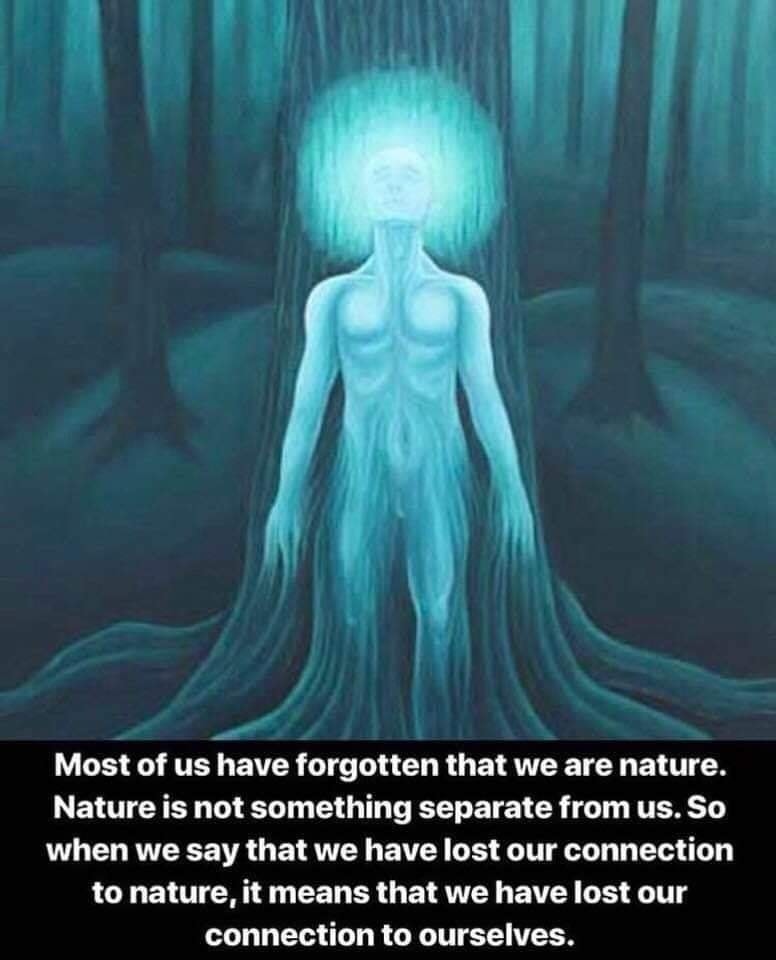 Most of us have forgotten that we are nature.
Nature is not something separate from us. So
when we say that we have lost our connection
to nature, it means that we have lost our
connection to ourselves.